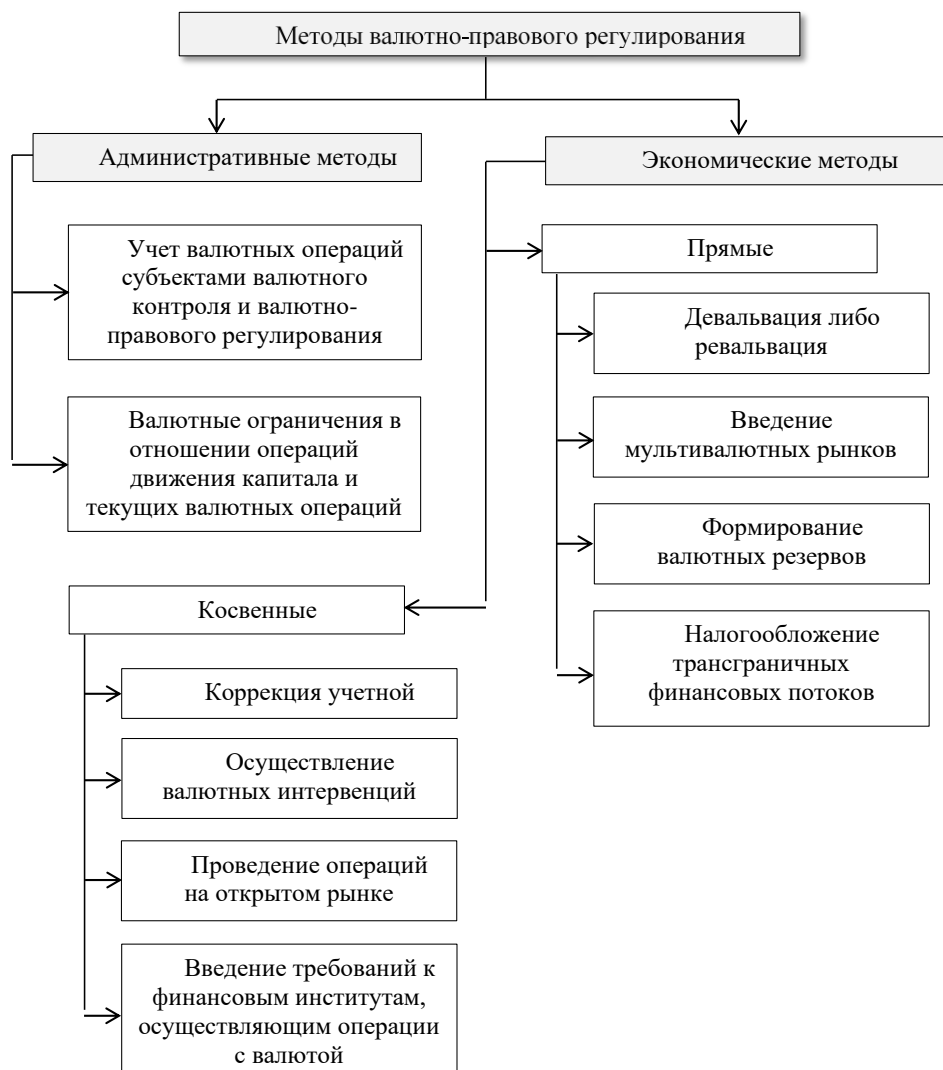 Методы валютно-правового регулирования
Административные методы
Экономические методы
Учет валютных операций
субъектами валютного
контроля и валютно-
правового регулирования
Валютные ограничения в
отношении операций
движения капитала и
текущих валютных операций
Прямые
Девальвация либо
ревальвация
Введение
мультивалютных рынков
Формирование
валютных резервов
Налогообложение
трансграничных
финансовых потоков
Косвенные
Коррекция учетной
Осуществление
валютных интервенций
Проведение операций
на открытом рынке
Введение требований к
финансовым институтам,
осуществляющим операции
с валютой